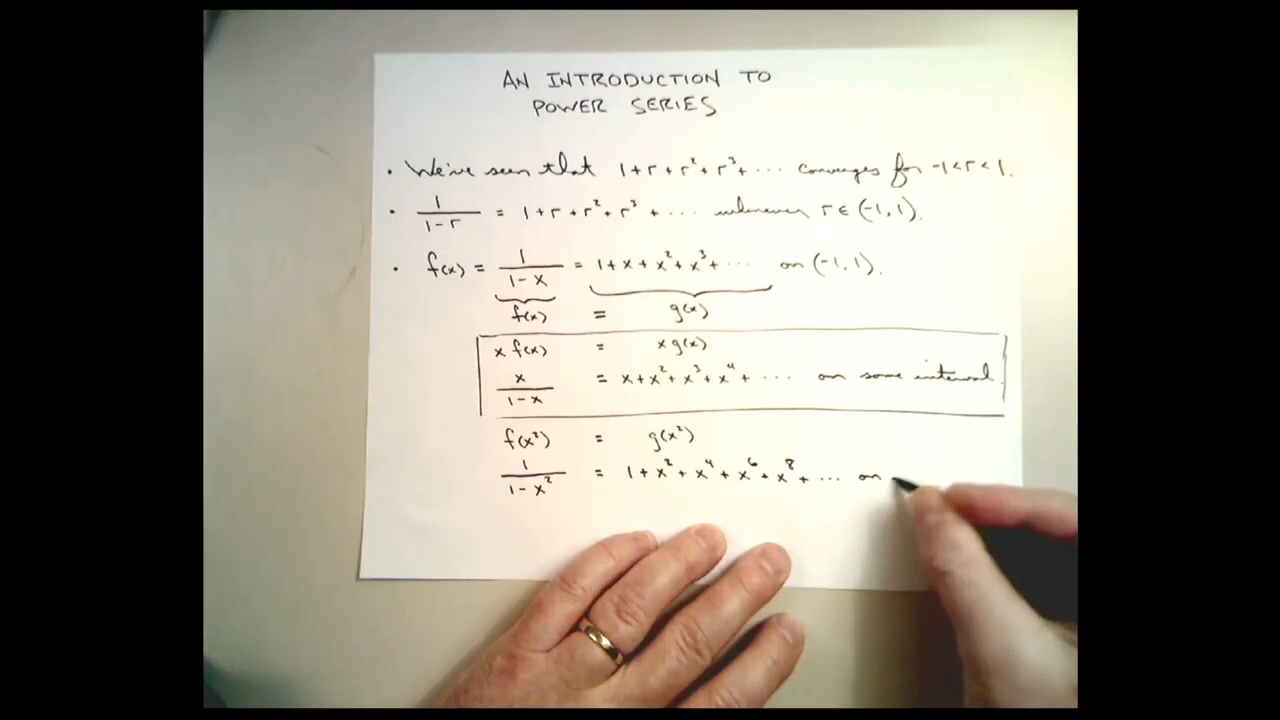 AN INTRODUCTION TO
POWER SERIES
• We've seen that 1 + r + r² + r³ + ··· converges for -1 < r < 1.
• 1/(1-r) = 1 + r + r² + r³ + ···· whenever r ∈ (-1, 1).
• f(x) = 1/(1-x) = 1 + x + x² + x³ + ··· on (-1, 1).
f(x) = g(x)
x f(x) = x g(x)
x/(1-x) = x + x² + x³ + x⁴ + ···· on some interval.
f(x²) = g(x²)
1/(1-x²) = 1 + x² + x⁴ + x⁶ + x⁸ + ··· on